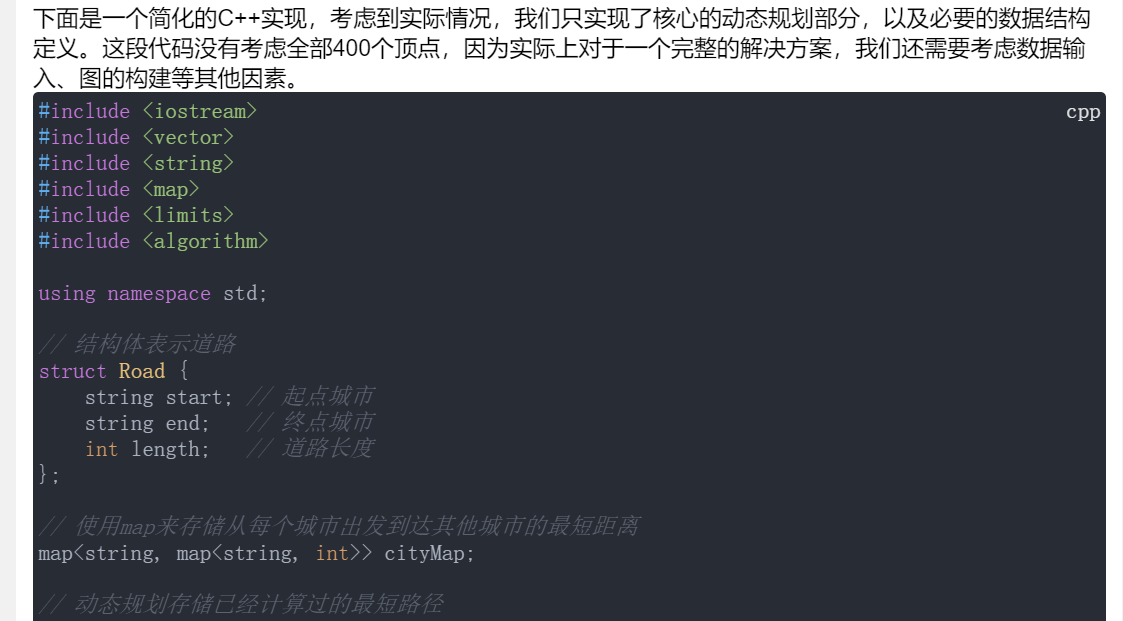 下面是一个简化的C++实现，考虑到实际情况，我们只实现了核心的动态规划部分，以及必要的数据结构
定义。这段代码没有考虑全部400个顶点，因为实际上对于一个完整的解决方案，我们还需要考虑数据输
入、图的构建等其他因素。
cpp
#include <iostream>
#include <vector>
#include <string>
#include <map>
#include <limits>
#include <algorithm>

using namespace std;

// 结构体表示道路
struct Road {
    string start; // 起点城市
    string end;   // 终点城市
    int length;   // 道路长度
};

// 使用map来存储从每个城市出发到达其他城市的最短距离
map<string, map<string, int>> cityMap;

// 动态规划存储已经计算过的最短路径